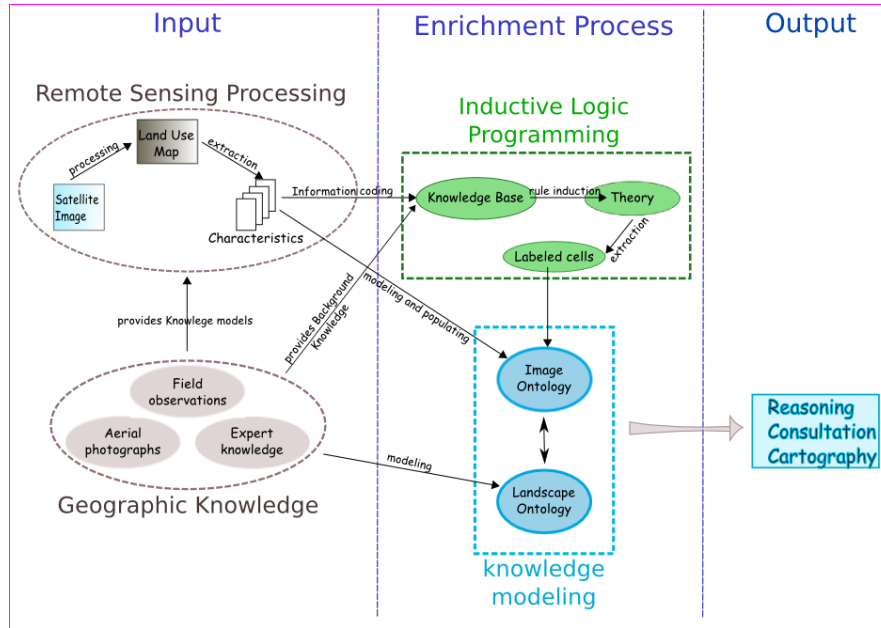 Input
Enrichment Process
Output
Remote Sensing Processing
Inductive Logic
Programming
Land Use
Map
processing
extraction
Satellite
Image
Characteristics
Information coding
Knowledge Base
rule induction
Theory
extraction
Labeled cells
provides Knowlege models
provides Background
Knowledge
modeling and populating
Field
observations
Aerial
photographs
Expert
knowledge
Geographic Knowledge
modeling
Image
Ontology
Landscape
Ontology
knowledge
modeling
Reasoning
Consultation
Cartography